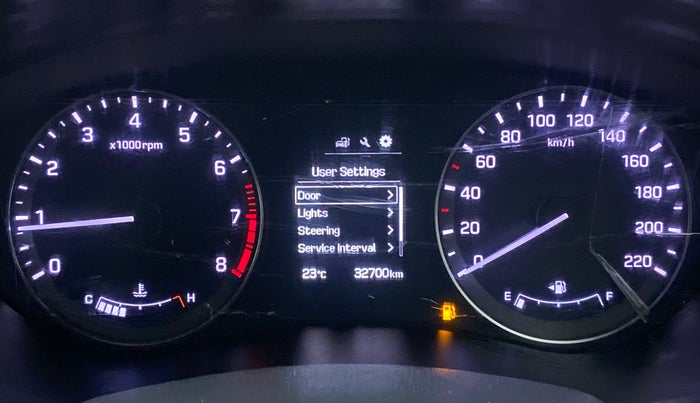 0 1 2 3 4 5 6 7 8
x1000rpm
C H
User Settings
Door >
Lights >
Steering >
Service Interval >
23°C 32700km
0 20 40 60 80 100 120 140 160 180 200 220
km/h
E F